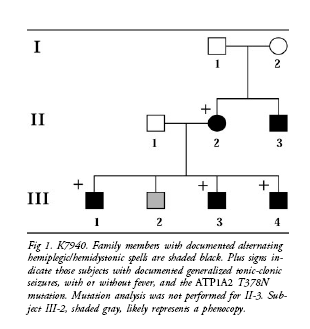 I
1 2
+
II
1 2 3
+ + +
III
1 2 3 4
Fig 1. K7940. Family members with documented alternating
hemiplegic/hemidystonic spells are shaded black. Plus signs in-
dicate those subjects with documented generalized tonic-clonic
seizures, with or without fever, and the ATP1A2 T378N
mutation. Mutation analysis was not performed for II-3. Sub-
ject III-2, shaded gray, likely represents a phenocopy.